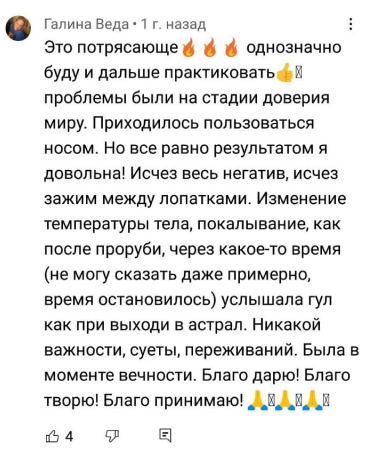 Галина Веда • 1 г. назад
Это потрясающе🔥🔥🔥 однозначно
буду и дальше практиковать👍
проблемы были на стадии доверия
миру. Приходилось пользоваться
носом. Но все равно результатом я
довольна! Исчез весь негатив, исчез
зажим между лопатками. Изменение
температуры тела, покалывание, как
после проруби, через какое-то время
(не могу сказать даже примерно,
время остановилось) услышала гул
как при выходи в астрал. Никакой
важности, суеты, переживаний. Была в
моменте вечности. Благо дарю! Благо
творю! Благо принимаю! 🙏🙏🙏
4